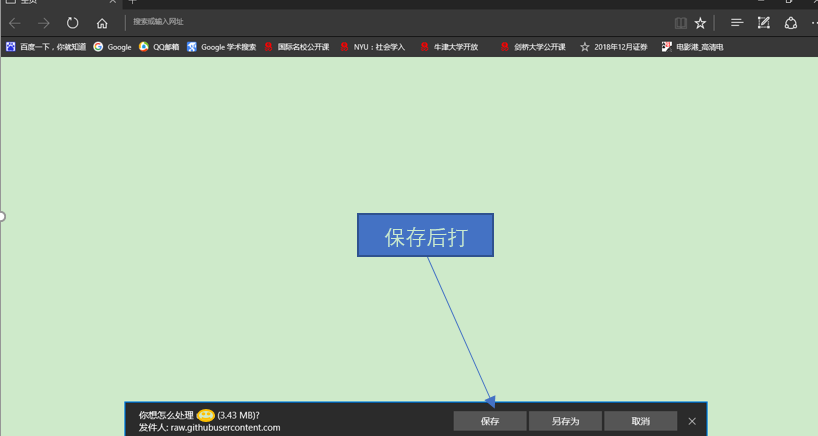 主页
搜索或输入网址
百度一下，你就知道 Google QQ邮箱 Google 学术搜索 国际名校公开课 NYU：社会学入 牛津大学开放 剑桥大学公开课 2018年12月证券 电影港_高清电
保存后打
你想怎么处理 (3.43 MB)?
发件人: raw.githubusercontent.com
保存 另存为 取消